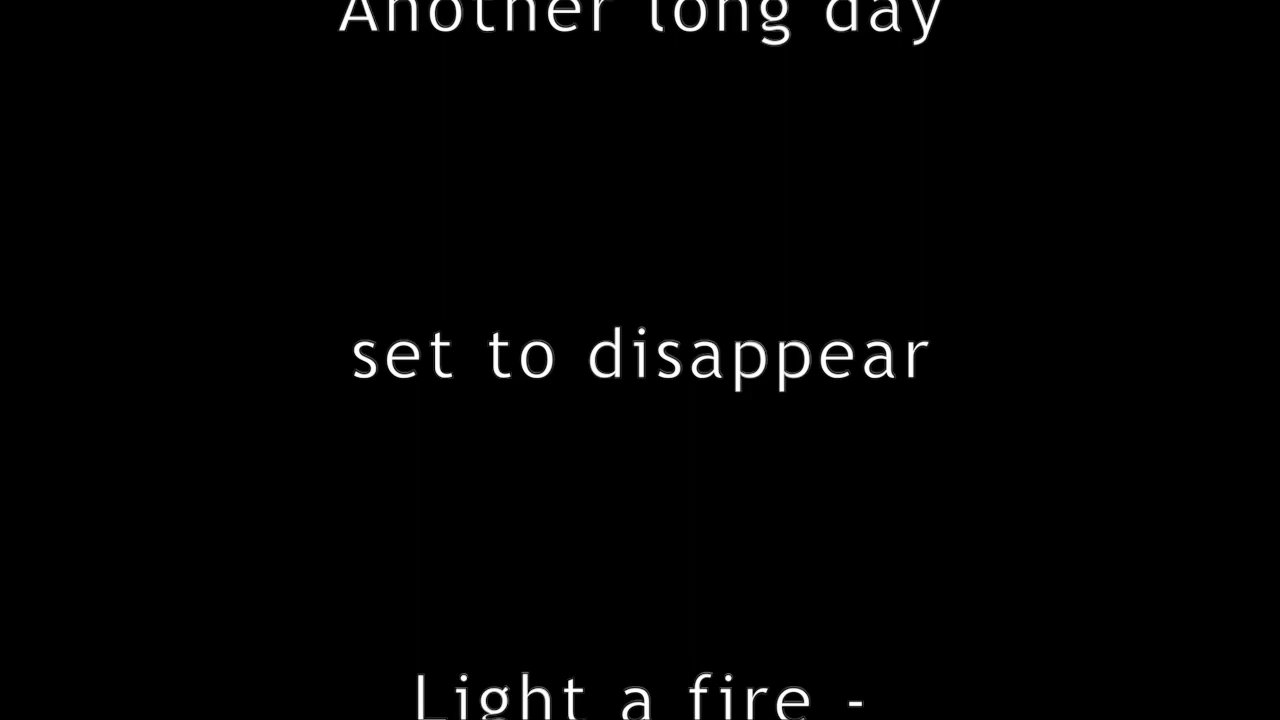 Another long day
set to disappear
Light a fire -